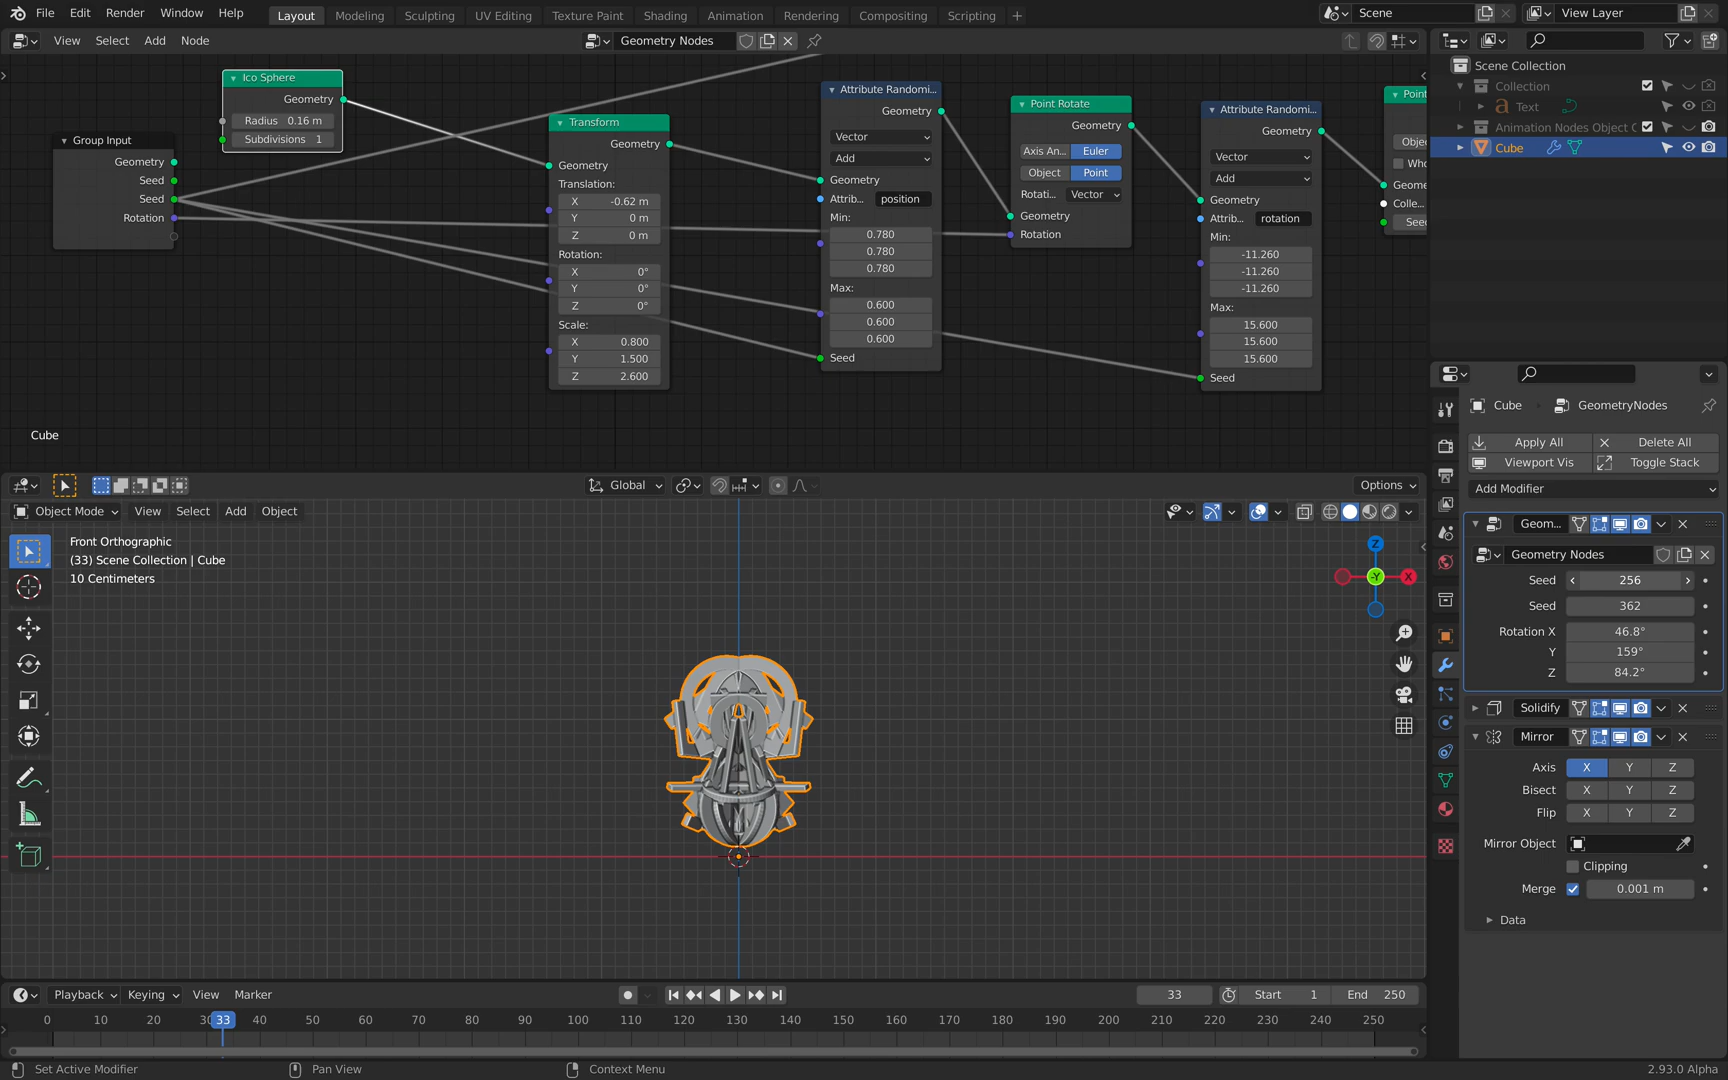 File Edit Render Window Help Layout Modeling Sculpting UV Editing Texture Paint Shading Animation Rendering Compositing Scripting + Scene View Layer
View Select Add Node Geometry Nodes
Scene Collection
Collection
Text
Animation Nodes Object C
Cube
Ico Sphere
Geometry
Radius 0.16 m
Subdivisions 1
Group Input
Geometry
Seed
Seed
Rotation
Transform
Geometry
Geometry
Translation:
X -0.62 m
Y 0 m
Z 0 m
Rotation:
X 0°
Y 0°
Z 0°
Scale:
X 0.800
Y 1.500
Z 2.600
Attribute Randomi...
Geometry
Vector
Add
Geometry
Attrib... position
Min:
0.780
0.780
0.780
Max:
0.600
0.600
0.600
Seed
Point Rotate
Geometry
Axis An... Euler
Object Point
Rotati... Vector
Geometry
Rotation
Attribute Randomi...
Geometry
Vector
Add
Geometry
Attrib... rotation
Min:
-11.260
-11.260
-11.260
Max:
15.600
15.600
15.600
Seed
Point
Objec
Who
Geome
Colle...
Seed
Cube
Cube GeometryNodes
Apply All Delete All
Viewport Vis Toggle Stack
Add Modifier
Geom...
Geometry Nodes
Seed 256
Seed 362
Rotation X 46.8°
Y 159°
Z 84.2°
Solidify
Mirror
Axis X Y Z
Bisect X Y Z
Flip X Y Z
Mirror Object
Clipping
Merge 0.001 m
Data
Global Options
Object Mode View Select Add Object
Front Orthographic
(33) Scene Collection | Cube
10 Centimeters
Z
-Y X
Playback Keying View Marker 33 Start 1 End 250
0 10 20 30 33 40 50 60 70 80 90 100 110 120 130 140 150 160 170 180 190 200 210 220 230 240 250
Set Active Modifier Pan View Context Menu 2.93.0 Alpha